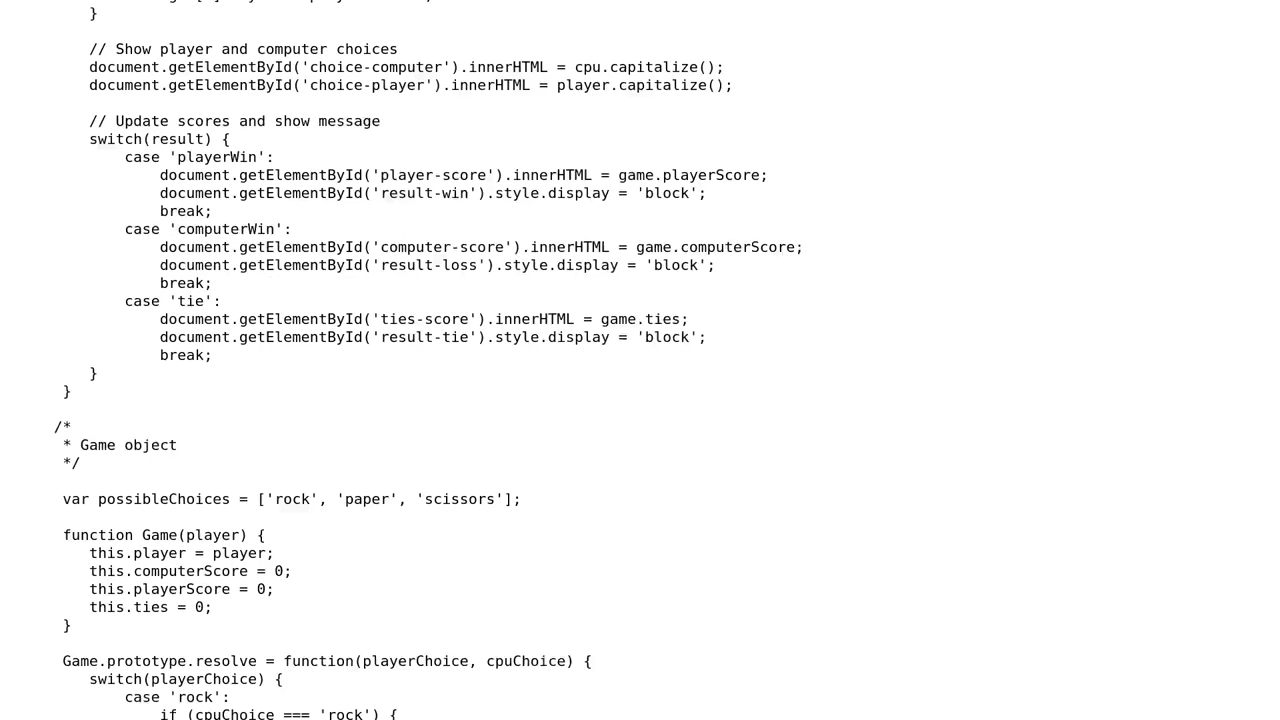 }
// Show player and computer choices
document.getElementById('choice-computer').innerHTML = cpu.capitalize();
document.getElementById('choice-player').innerHTML = player.capitalize();
// Update scores and show message
switch(result) {
case 'playerWin':
document.getElementById('player-score').innerHTML = game.playerScore;
document.getElementById('result-win').style.display = 'block';
break;
case 'computerWin':
document.getElementById('computer-score').innerHTML = game.computerScore;
document.getElementById('result-loss').style.display = 'block';
break;
case 'tie':
document.getElementById('ties-score').innerHTML = game.ties;
document.getElementById('result-tie').style.display = 'block';
break;
}
}
/*
* Game object
*/
var possibleChoices = ['rock', 'paper', 'scissors'];
function Game(player) {
this.player = player;
this.computerScore = 0;
this.playerScore = 0;
this.ties = 0;
}
Game.prototype.resolve = function(playerChoice, cpuChoice) {
switch(playerChoice) {
case 'rock':
if (cpuChoice === 'rock') {